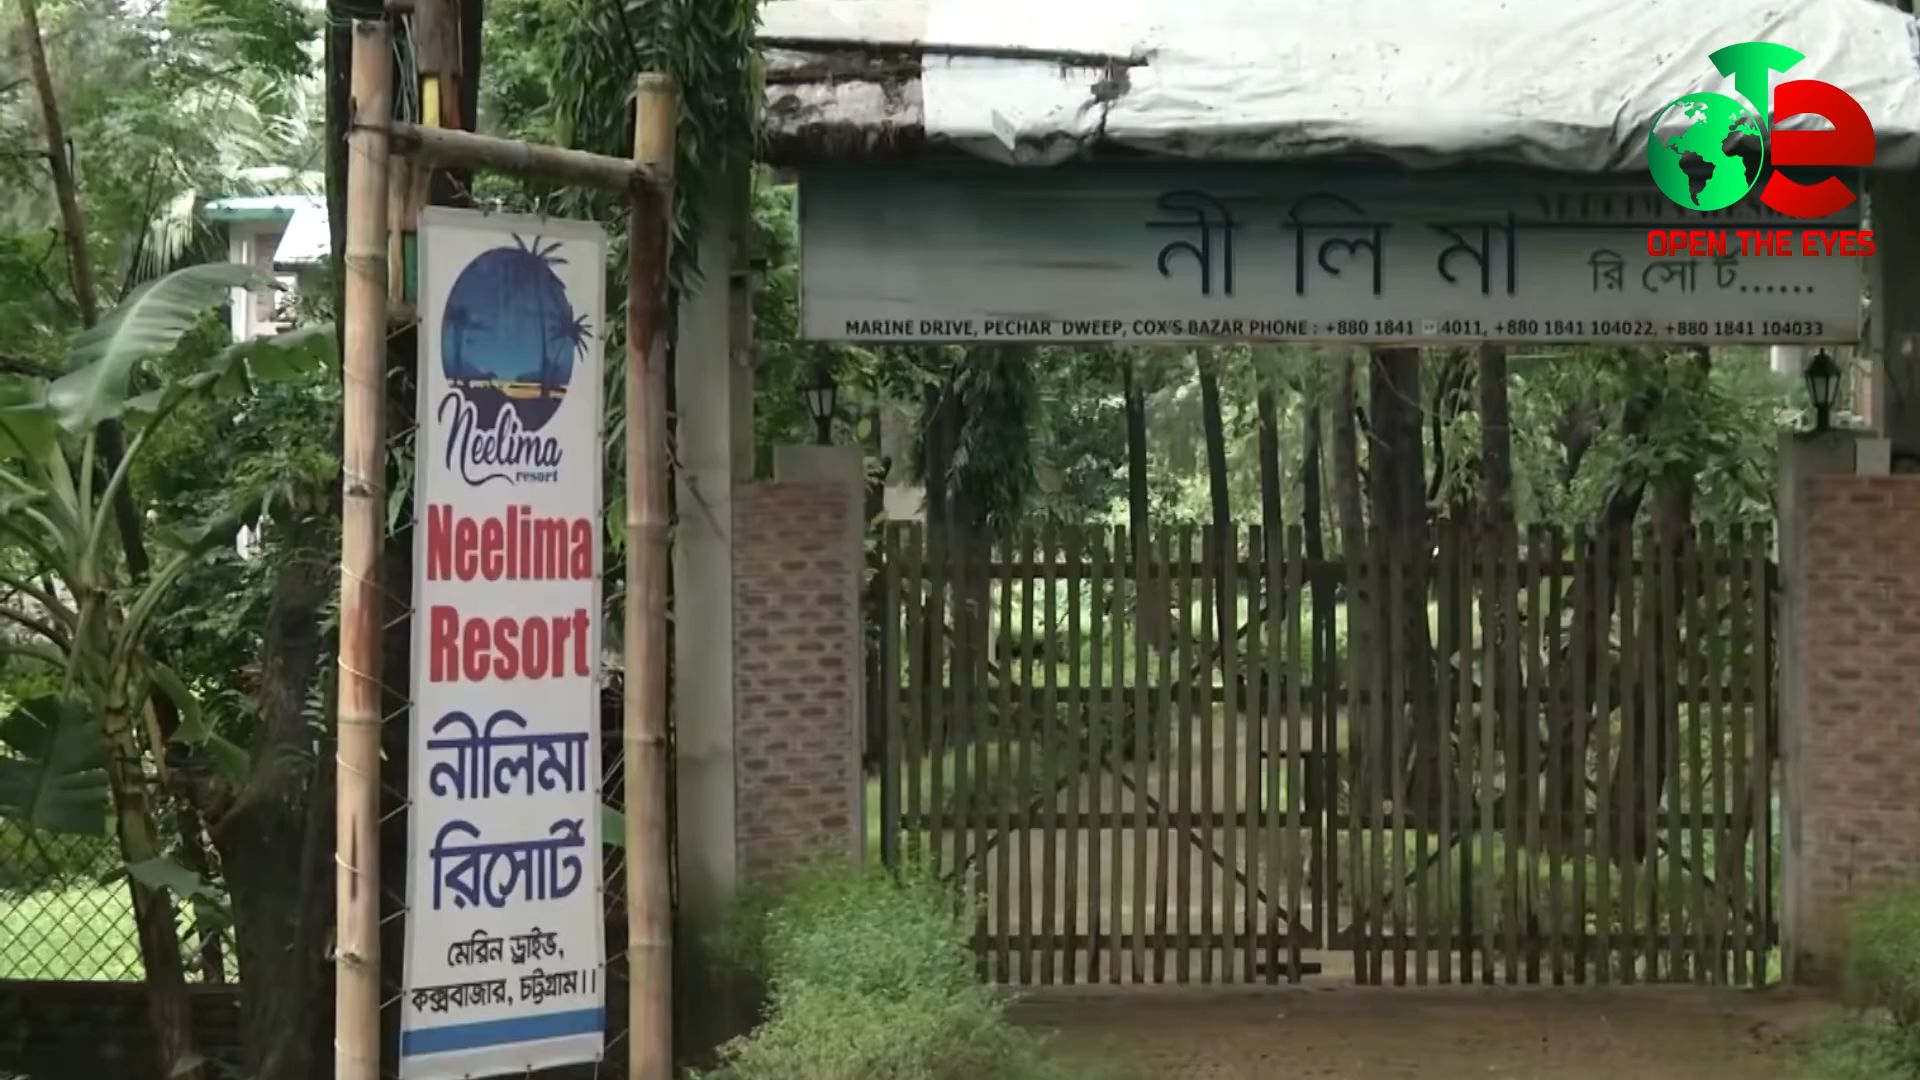 Neelima
resort
Neelima
Resort
নীলিমা
রিসোর্ট
মেরিন ড্রাইভ,
কক্সবাজার, চট্টগ্রাম।।
নীলিমা
রিসোর্ট......
MARINE DRIVE, PECHAR DWEEP, COX'S BAZAR PHONE : +880 1841 4011, +880 1841 104022, +880 1841 104033
OPEN THE EYES